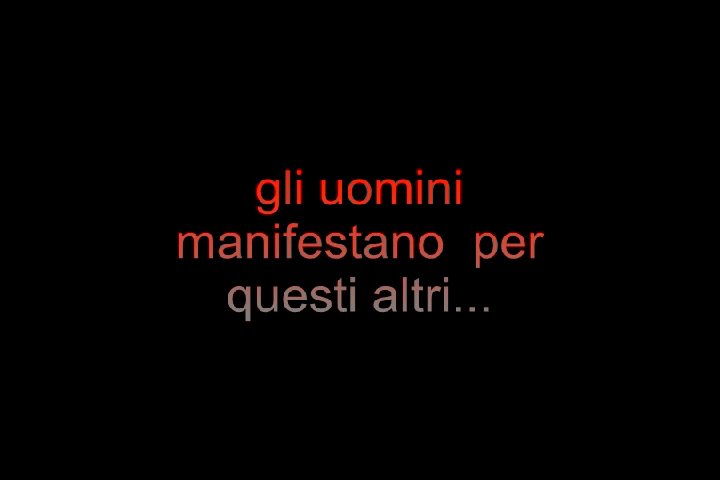 gli uomini
manifestano  per
questi altri...